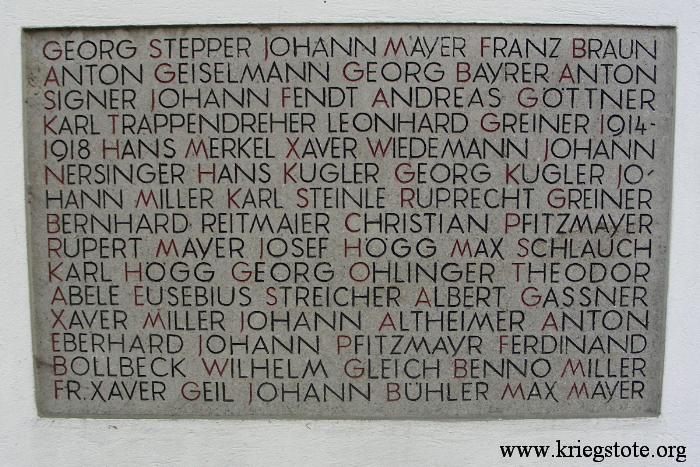 GEORG STEPPER JOHANN MAYER FRANZ BRAUN
ANTON GEISELMANN GEORG BAYRER ANTON
SIGNER JOHANN FENDT ANDREAS GÖTTNER
KARL TRAPPENDREHER LEONHARD GREINER 1914-
1918 HANS MERKEL XAVER WIEDEMANN JOHANN
NERSINGER HANS KUGLER GEORG KUGLER JO-
HANN MILLER KARL STEINLE RUPRECHT GREINER
BERNHARD REITMAIER CHRISTIAN PFITZMAYER
RUPERT MAYER JOSEF HÖGG MAX SCHLAUCH
KARL HÖGG GEORG OHLINGER THEODOR
ABELE EUSEBIUS STREICHER ALBERT GASSNER
XAVER MILLER JOHANN ALTHEIMER ANTON
EBERHARD JOHANN PFITZMAYR FERDINAND
BOLLBECK WILHELM GLEICH BENNO MILLER
FR. XAVER GEIL JOHANN BÜHLER MAX MAYER
www.kriegstote.org